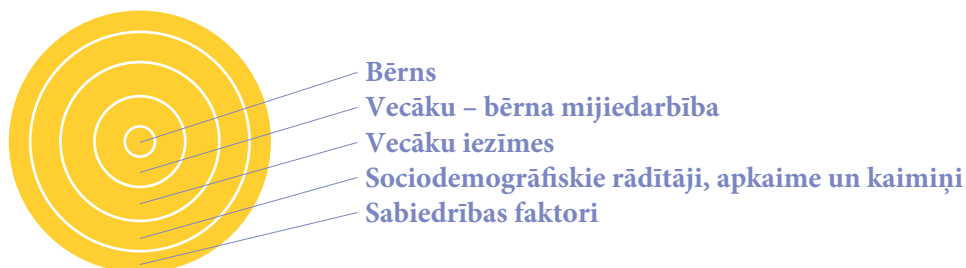 Bērns
Vecāku – bērna mijiedarbība
Vecāku iezīmes
Sociodemogrāfiskie rādītāji, apkaime un kaimiņi
Sabiedrības faktori